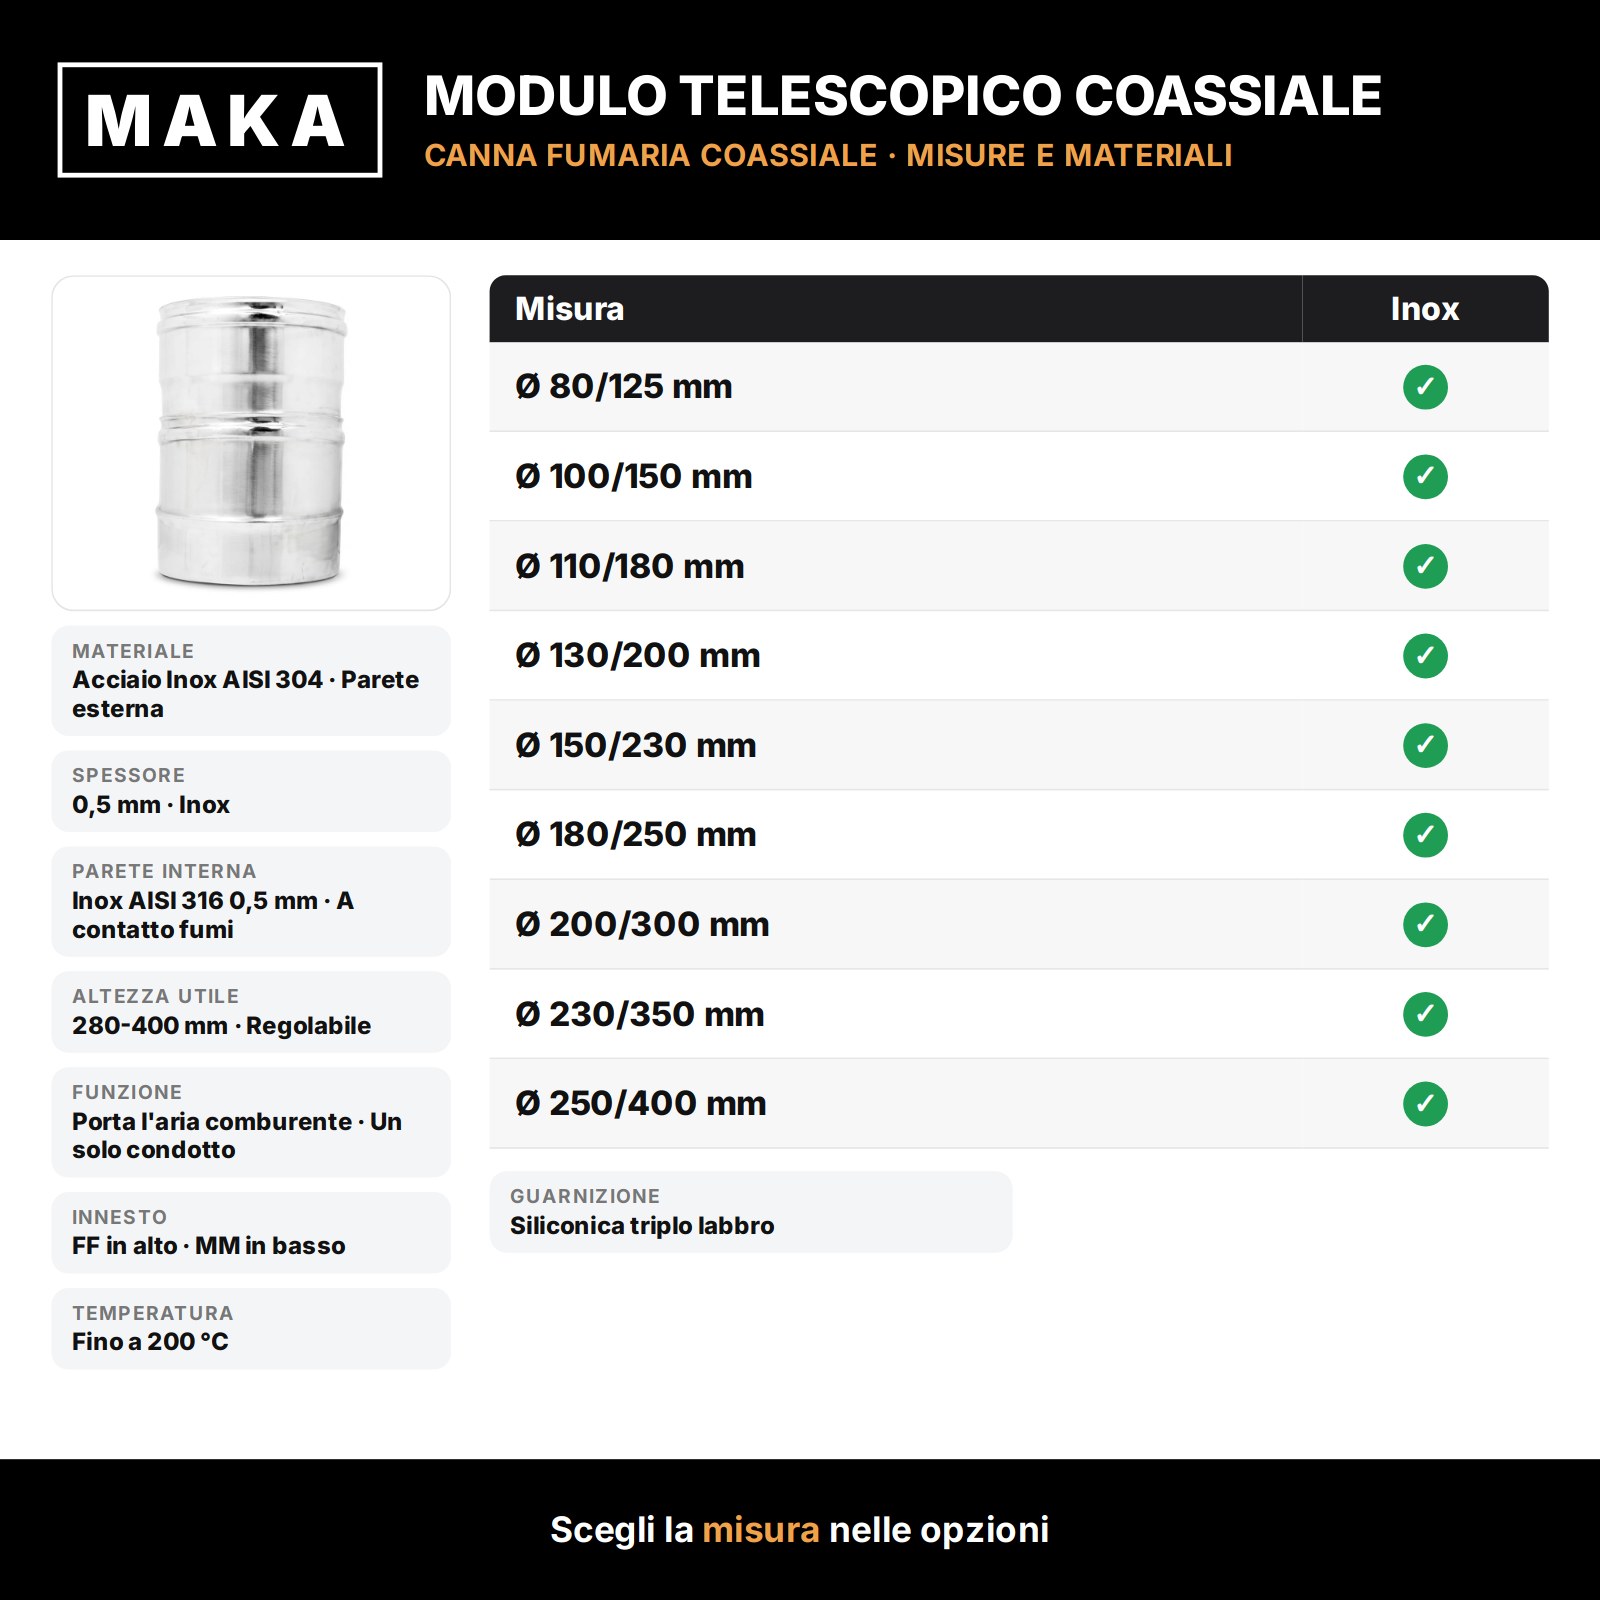 MAKA
MODULO TELESCOPICO COASSIALE
CANNA FUMARIA COASSIALE · MISURE E MATERIALI
MATERIALE
Acciaio Inox AISI 304 · Parete
esterna
SPESSORE
0,5 mm · Inox
PARETE INTERNA
Inox AISI 316 0,5 mm · A
contatto fumi
ALTEZZA UTILE
280-400 mm · Regolabile
FUNZIONE
Porta l'aria comburente · Un
solo condotto
INNESTO
FF in alto · MM in basso
TEMPERATURA
Fino a 200 °C
Misura Inox
Ø 80/125 mm ✓
Ø 100/150 mm ✓
Ø 110/180 mm ✓
Ø 130/200 mm ✓
Ø 150/230 mm ✓
Ø 180/250 mm ✓
Ø 200/300 mm ✓
Ø 230/350 mm ✓
Ø 250/400 mm ✓
GUARNIZIONE
Siliconica triplo labbro
Scegli la misura nelle opzioni